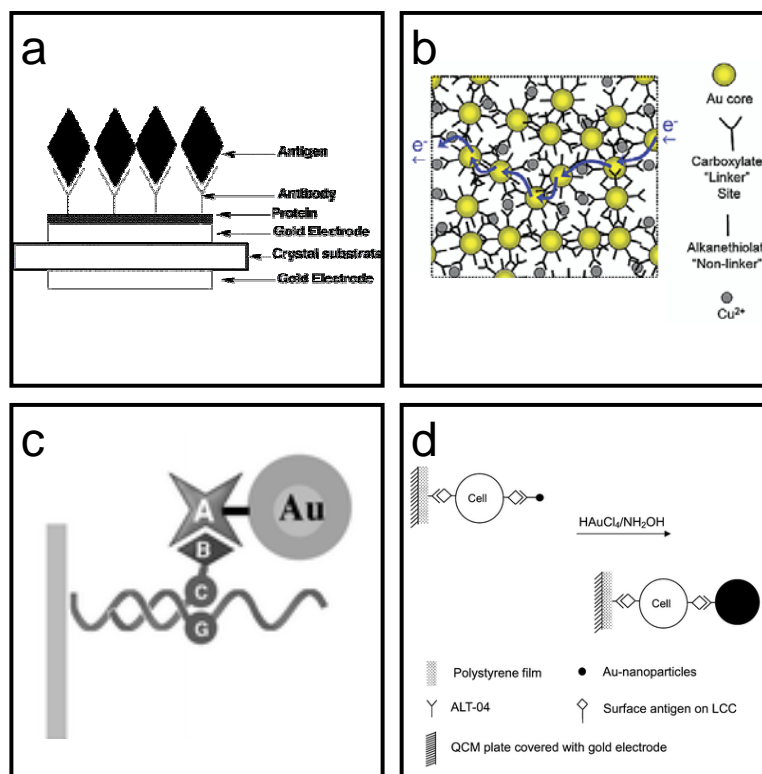 a
Antigen
Antibody
Protein
Gold Electrode
Crystal substrate
Gold Electrode
b
e-
←
e-
←
Au core
Carboxylate
"Linker"
Site
Alkanethiolat
"Non-linker"
Cu2+
c
A
Au
B
C
G
d
Cell
HAuCl4/NH2OH
Cell
Polystyrene film
Au-nanoparticles
ALT-04
Surface antigen on LCC
QCM plate covered with gold electrode